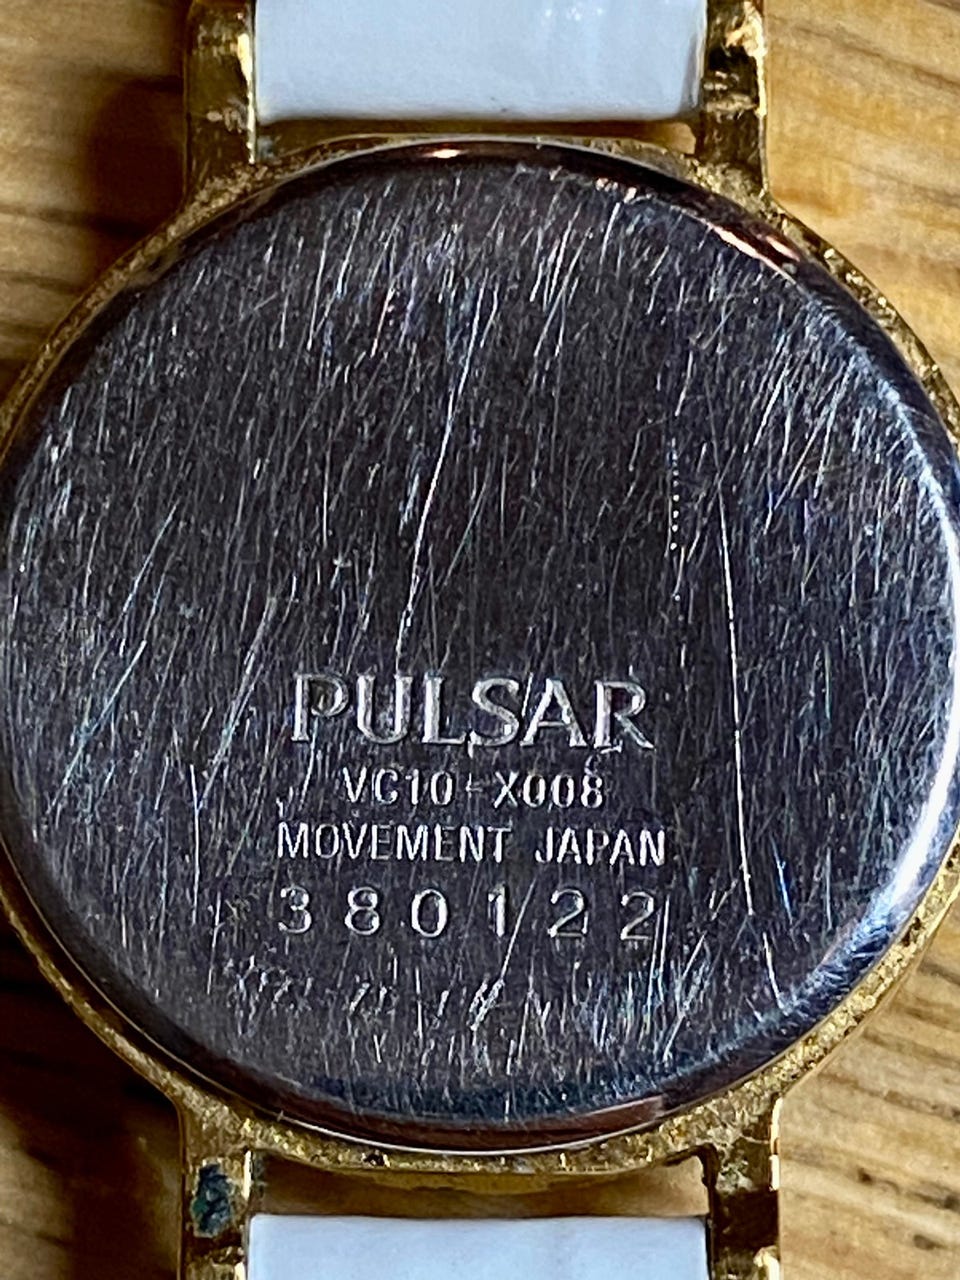 PULSAR
VC10-X008
MOVEMENT JAPAN
380122